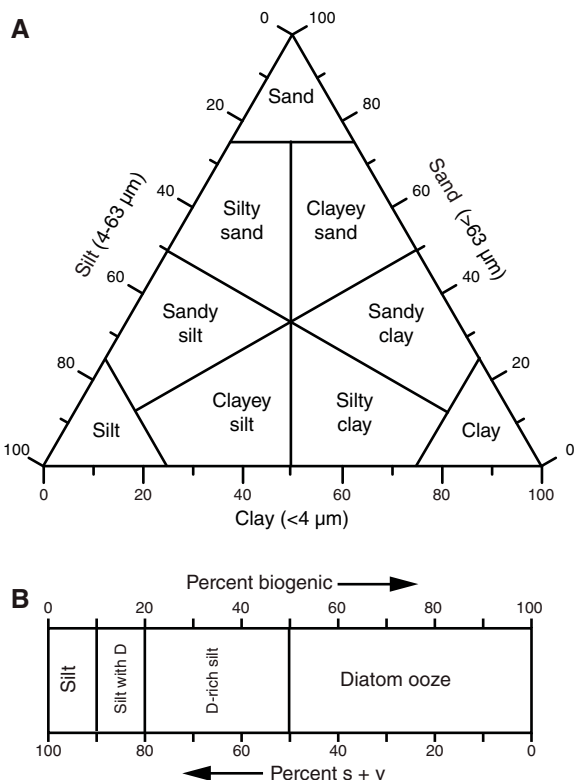 A
0
100
Sand
20
80
Silt (4-63 µm)
Sand (>63 µm)
40
60
Silty
sand
Clayey
sand
60
40
Sandy
silt
Sandy
clay
80
20
Clayey
silt
Silty
clay
Silt
Clay
100
0
0 20 40 60 80 100
Clay (<4 µm)
B
Percent biogenic
0 20 40 60 80 100
Silt
Silt with D
D-rich silt
Diatom ooze
100 80 60 40 20 0
Percent s + v